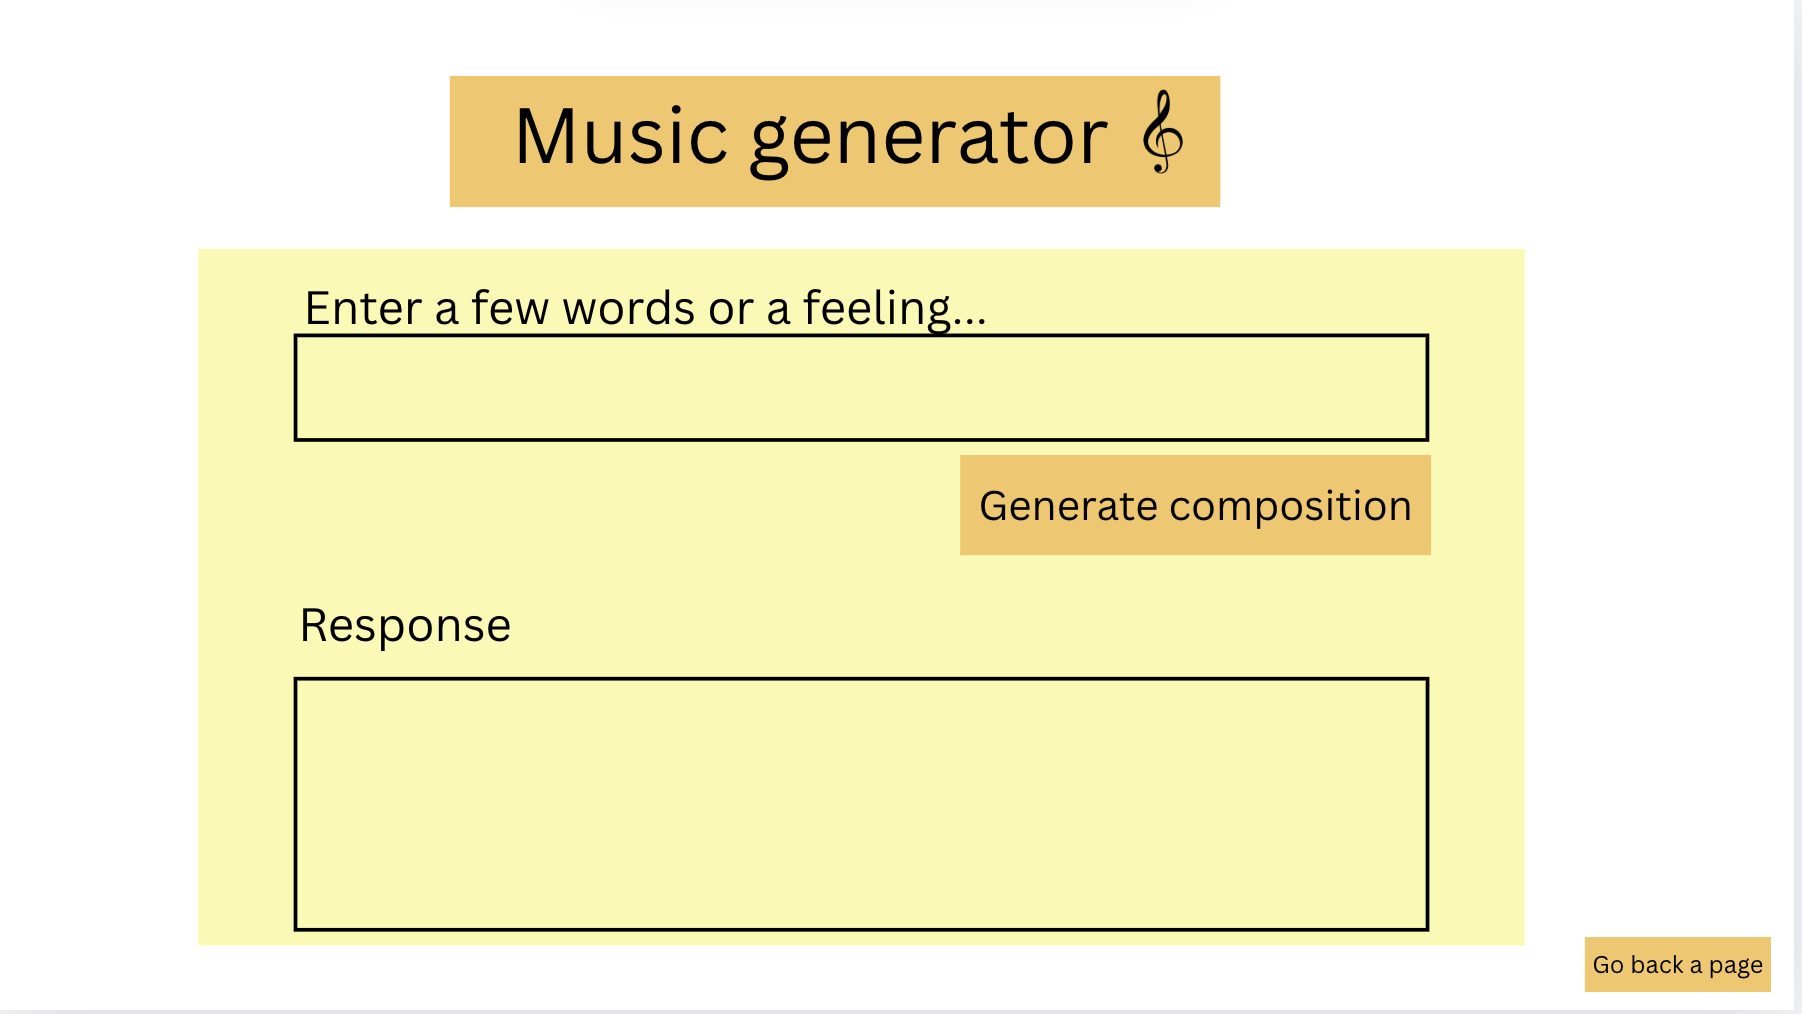 Music generator 𝄞
Enter a few words or a feeling...
Generate composition
Response
Go back a page